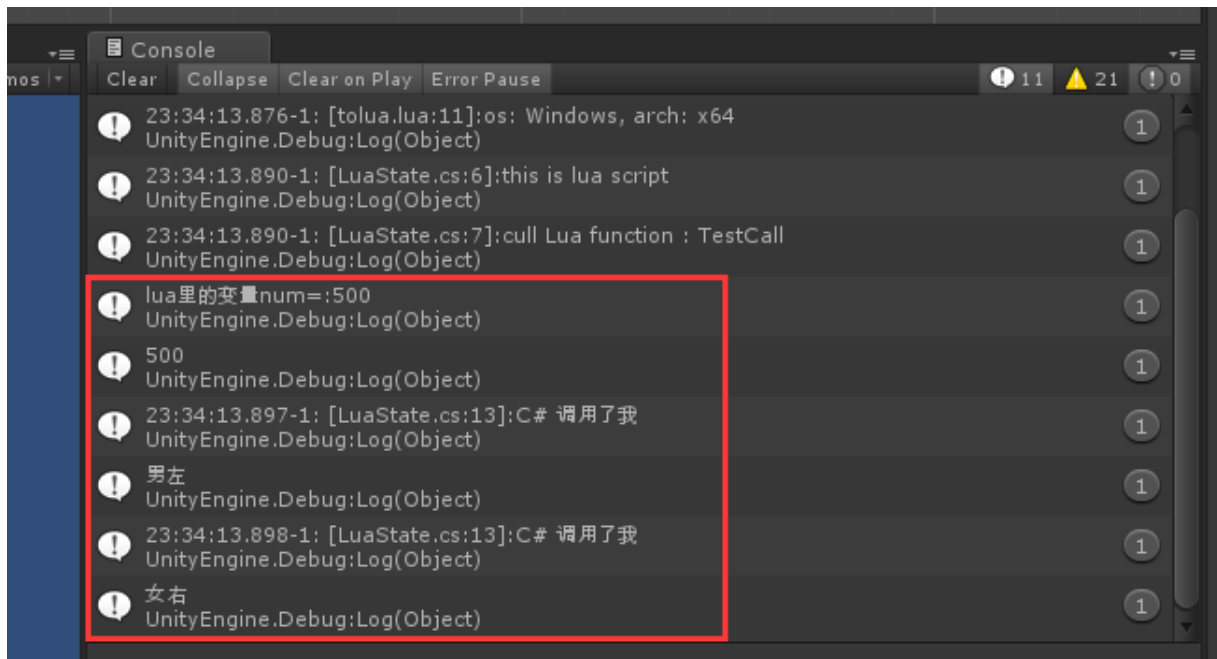 Console
mos
Clear Collapse Clear on Play Error Pause 11 21 0
23:34:13.876-1: [tolua.lua:11]:os: Windows, arch: x64
UnityEngine.Debug:Log(Object)
1
23:34:13.890-1: [LuaState.cs:6]:this is lua script
UnityEngine.Debug:Log(Object)
1
23:34:13.890-1: [LuaState.cs:7]:cull Lua function : TestCall
UnityEngine.Debug:Log(Object)
1
lua里的变量num=:500
UnityEngine.Debug:Log(Object)
1
500
UnityEngine.Debug:Log(Object)
1
23:34:13.897-1: [LuaState.cs:13]:C# 调用了我
UnityEngine.Debug:Log(Object)
1
男左
UnityEngine.Debug:Log(Object)
1
23:34:13.898-1: [LuaState.cs:13]:C# 调用了我
UnityEngine.Debug:Log(Object)
1
女右
UnityEngine.Debug:Log(Object)
1